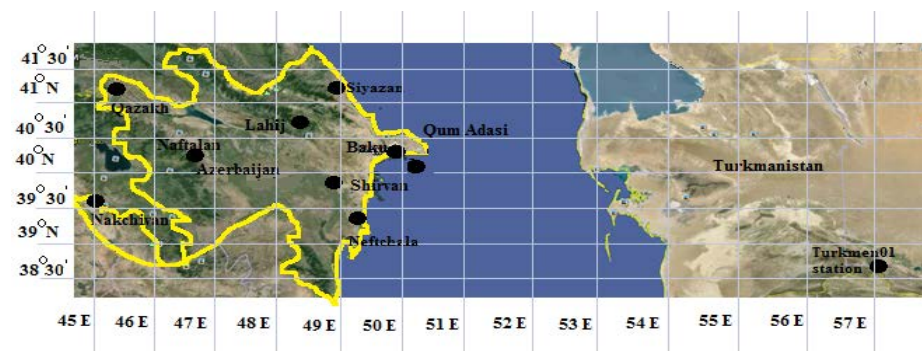 41° 30'
41° N
40° 30'
40° N
39° 30'
39° N
38° 30'
Siyazan
Qazakh
Lahij
Qum Adasi
Naftalan
Baku
Azerbaijan
Turkmanistan
Shirvan
Nakchivan
Neftchala
Turkmen01
station
45 E 46 E 47 E 48 E 49 E 50 E 51 E 52 E 53 E 54 E 55 E 56 E 57 E